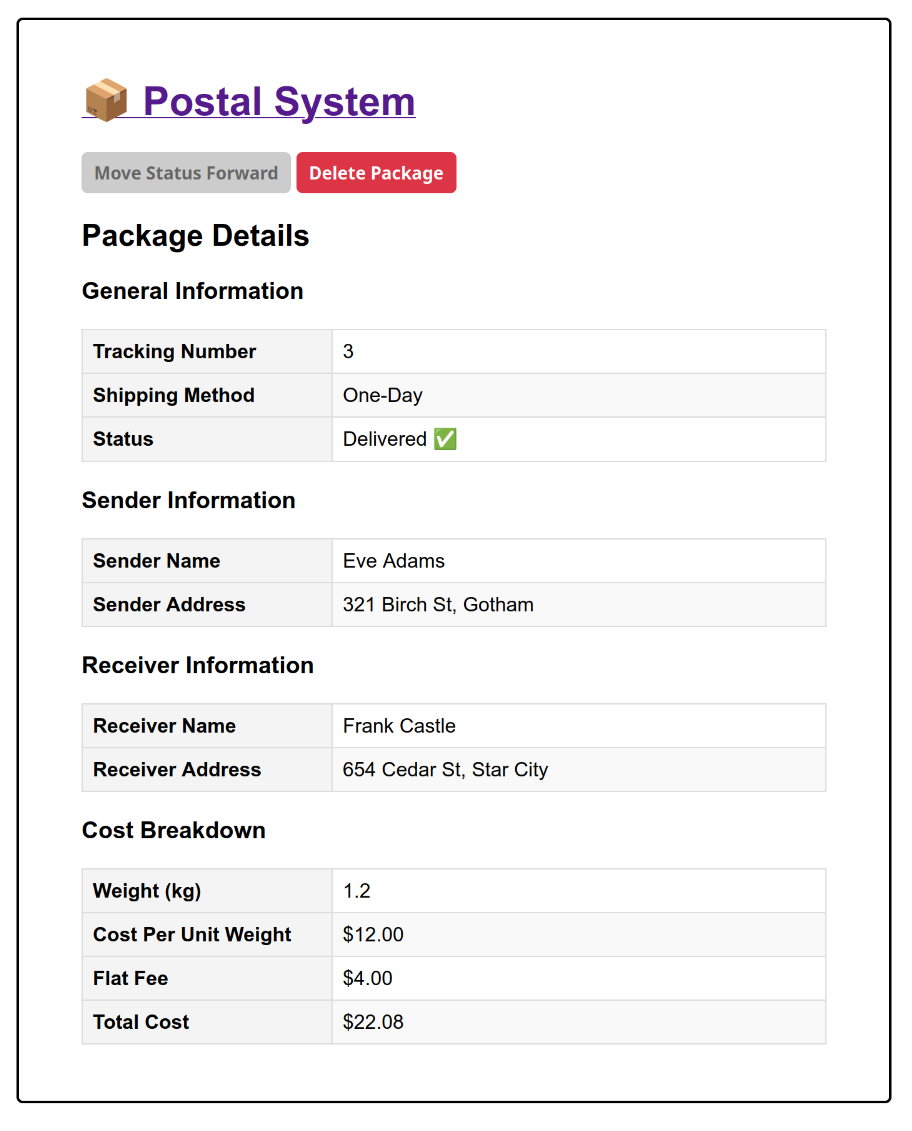 📦 Postal System
Move Status Forward Delete Package
Package Details
General Information
Tracking Number 3
Shipping Method One-Day
Status Delivered ✅
Sender Information
Sender Name Eve Adams
Sender Address 321 Birch St, Gotham
Receiver Information
Receiver Name Frank Castle
Receiver Address 654 Cedar St, Star City
Cost Breakdown
Weight (kg) 1.2
Cost Per Unit Weight $12.00
Flat Fee $4.00
Total Cost $22.08